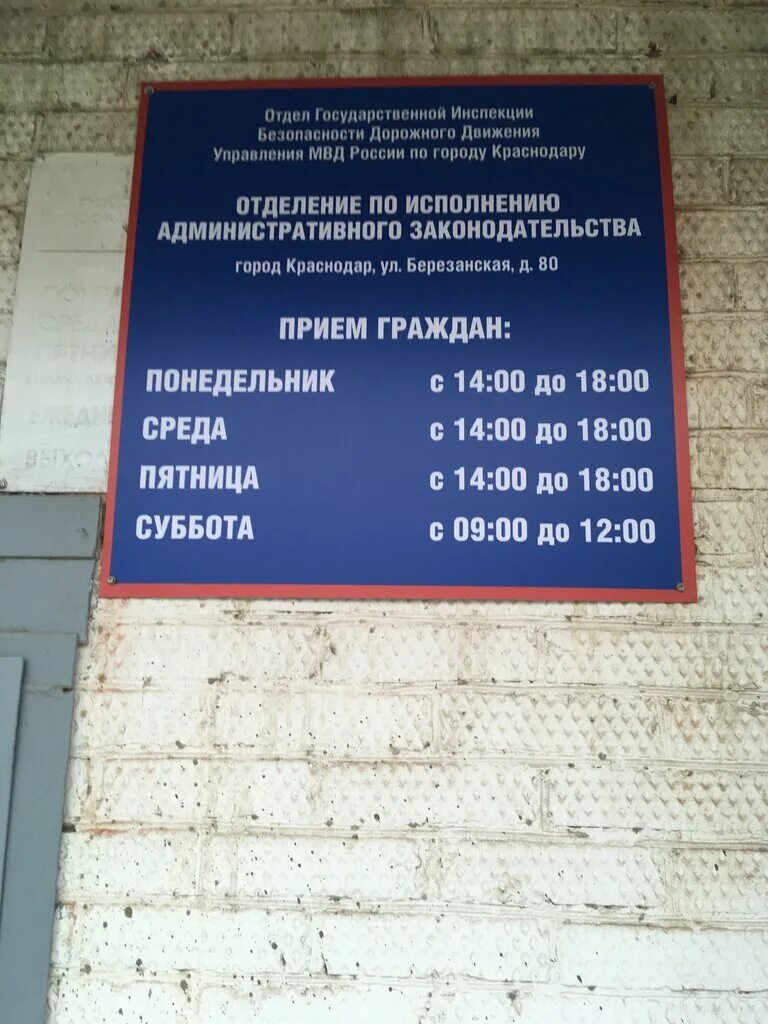 Отдел Государственной Инспекции
Безопасности Дорожного Движения
Управления МВД России по городу Краснодару
ОТДЕЛЕНИЕ ПО ИСПОЛНЕНИЮ
АДМИНИСТРАТИВНОГО ЗАКОНОДАТЕЛЬСТВА
город Краснодар, ул. Березанская, д. 80
ПРИЕМ ГРАЖДАН:
ПОНЕДЕЛЬНИК с 14:00 до 18:00
СРЕДА с 14:00 до 18:00
ПЯТНИЦА с 14:00 до 18:00
СУББОТА с 09:00 до 12:00